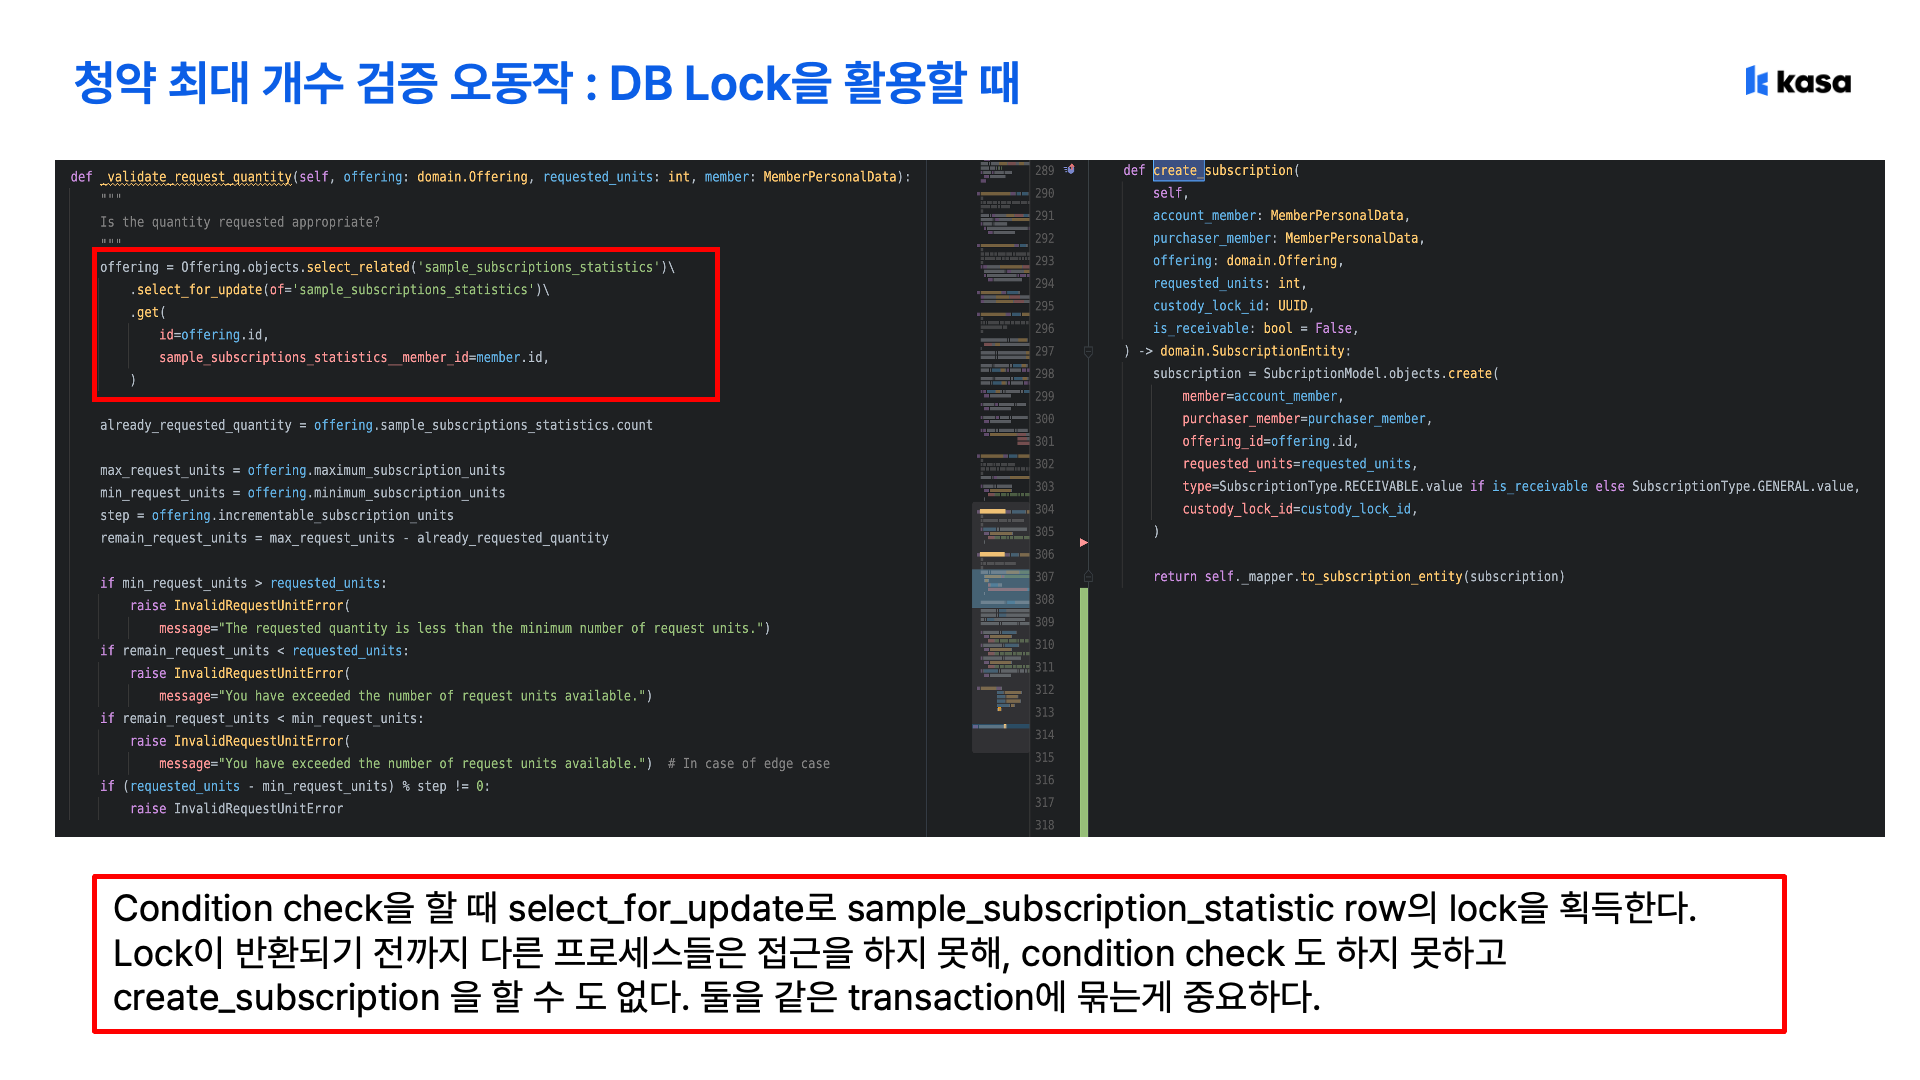 청약 최대 개수 검증 오동작 : DB Lock을 활용할 때
kasa
def _validate_request_quantity(self, offering: domain.Offering, requested_units: int, member: MemberPersonalData):
"""
Is the quantity requested appropriate?
"""
offering = Offering.objects.select_related('sample_subscriptions_statistics')\
.select_for_update(of='sample_subscriptions_statistics')\
.get(
id=offering.id,
sample_subscriptions_statistics__member_id=member.id,
)
already_requested_quantity = offering.sample_subscriptions_statistics.count
max_request_units = offering.maximum_subscription_units
min_request_units = offering.minimum_subscription_units
step = offering.incrementable_subscription_units
remain_request_units = max_request_units - already_requested_quantity
if min_request_units > requested_units:
raise InvalidRequestUnitError(
message="The requested quantity is less than the minimum number of request units.")
if remain_request_units < requested_units:
raise InvalidRequestUnitError(
message="You have exceeded the number of request units available.")
if remain_request_units < min_request_units:
raise InvalidRequestUnitError(
message="You have exceeded the number of request units available.")  # In case of edge case
if (requested_units - min_request_units) % step != 0:
raise InvalidRequestUnitError
289 def create_subscription(
290 self,
291 account_member: MemberPersonalData,
292 purchaser_member: MemberPersonalData,
293 offering: domain.Offering,
294 requested_units: int,
295 custody_lock_id: UUID,
296 is_receivable: bool = False,
297 ) -> domain.SubscriptionEntity:
298 subscription = SubcriptionModel.objects.create(
299 member=account_member,
300 purchaser_member=purchaser_member,
301 offering_id=offering.id,
302 requested_units=requested_units,
303 type=SubscriptionType.RECEIVABLE.value if is_receivable else SubscriptionType.GENERAL.value,
304 custody_lock_id=custody_lock_id,
305 )
306
307 return self._mapper.to_subscription_entity(subscription)
308
309
310
311
312
313
314
315
316
317
318
Condition check을 할 때 select_for_update로 sample_subscription_statistic row의 lock을 획득한다.
Lock이 반환되기 전까지 다른 프로세스들은 접근을 하지 못해, condition check 도 하지 못하고
create_subscription 을 할 수 도 없다. 둘을 같은 transaction에 묶는게 중요하다.